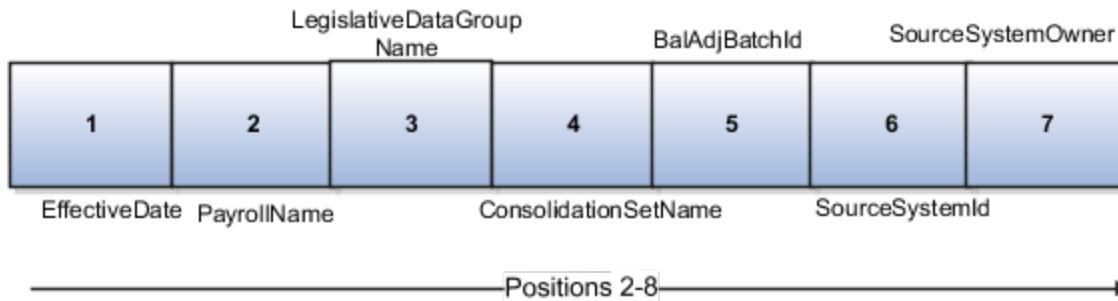 LegislativeDataGroup
Name
BalAdjBatchId
SourceSystemOwner
1
2
3
4
5
6
7
EffectiveDate
PayrollName
ConsolidationSetName
SourceSystemId
Positions 2-8